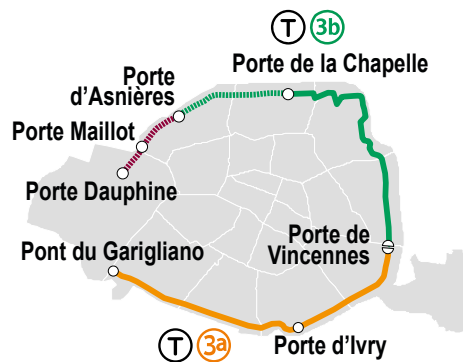 T 3b
Porte de la Chapelle
Porte
d'Asnières
Porte Maillot
Porte Dauphine
Pont du Garigliano
Porte de
Vincennes
T 3a
Porte d'Ivry